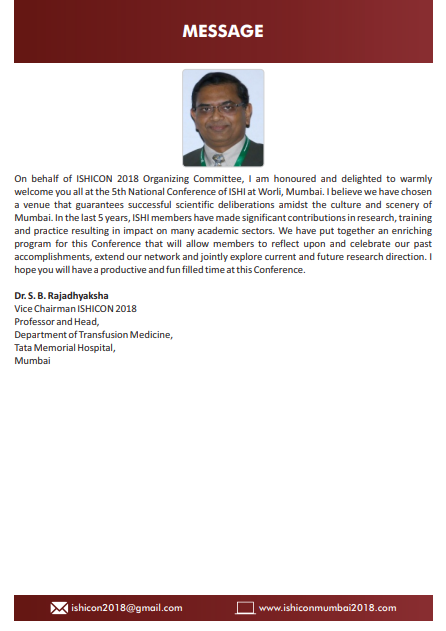 MESSAGE
On behalf of ISHICON 2018 Organizing Committee, I am honoured and delighted to warmly
welcome you all at the 5th National Conference of ISHI at Worli, Mumbai. I believe we have chosen
a venue that guarantees successful scientific deliberations amidst the culture and scenery of
Mumbai. In the last 5 years, ISHI members have made significant contributions in research, training
and practice resulting in impact on many academic sectors. We have put together an enriching
program for this Conference that will allow members to reflect upon and celebrate our past
accomplishments, extend our network and jointly explore current and future research direction. I
hope you will have a productive and fun filled time at this Conference.
Dr. S. B. Rajadhyaksha
Vice Chairman ISHICON 2018
Professor and Head,
Department of Transfusion Medicine,
Tata Memorial Hospital,
Mumbai
ishicon2018@gmail.com
www.ishiconmumbai2018.com